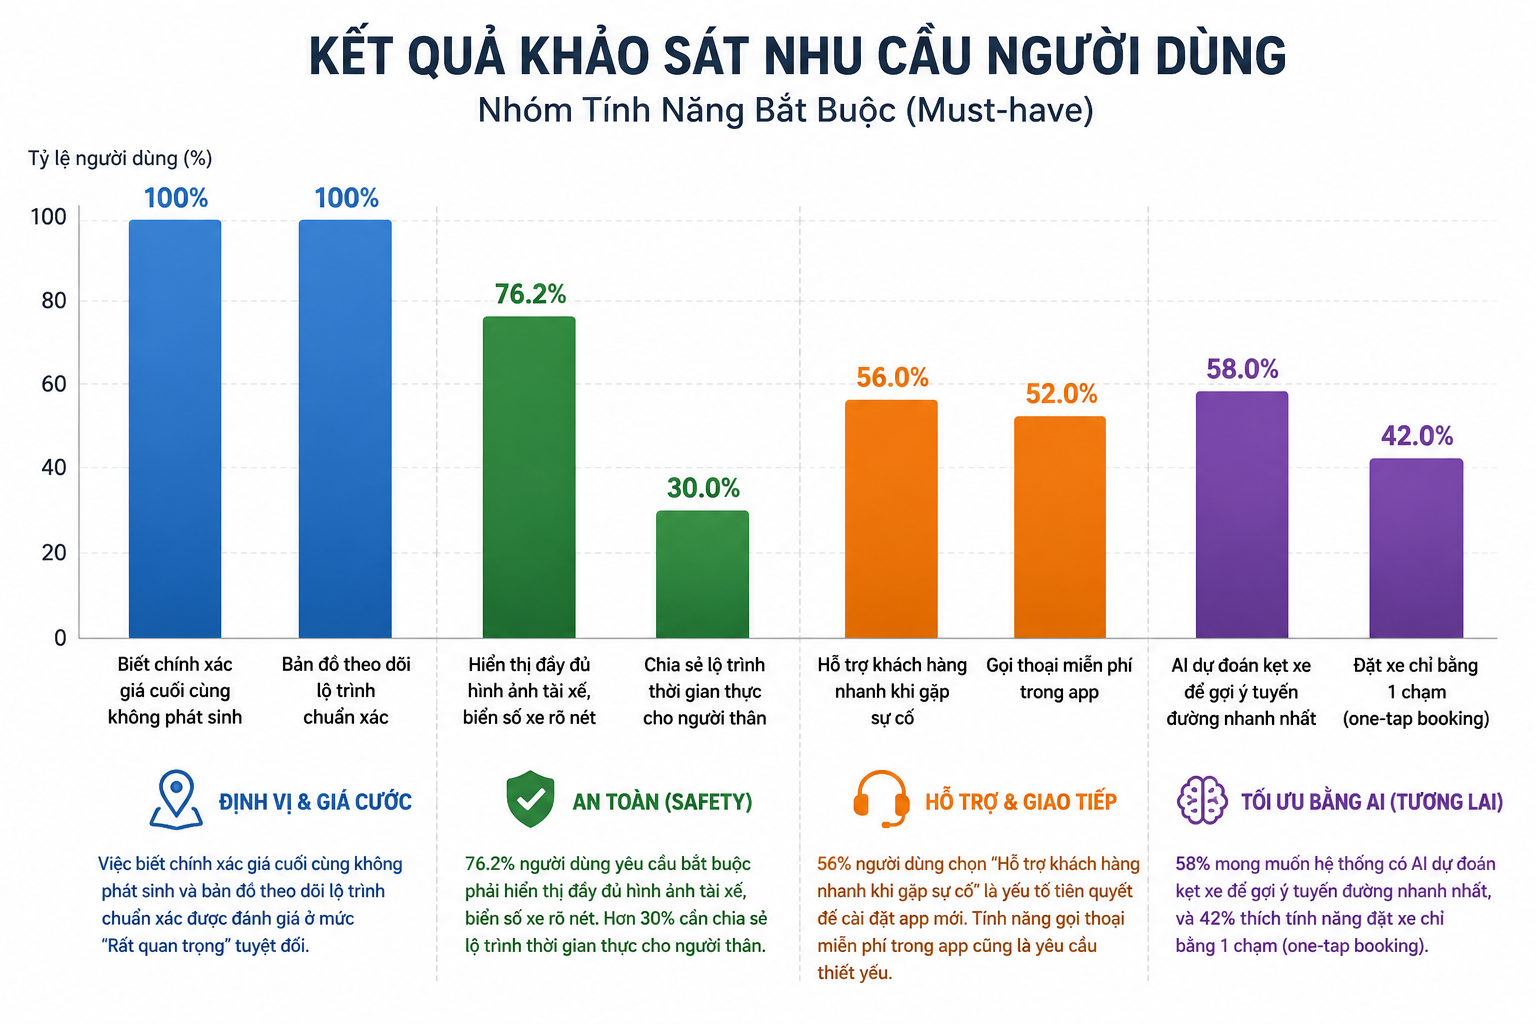 KẾT QUẢ KHẢO SÁT NHU CẦU NGƯỜI DÙNG
Nhóm Tính Năng Bắt Buộc (Must-have)
Tỷ lệ người dùng (%)
100
80
60
40
20
0
100%
100%
76.2%
30.0%
56.0%
52.0%
58.0%
42.0%
Biết chính xác
giá cuối cùng
không phát sinh
Bản đồ theo dõi
lộ trình
chuẩn xác
Hiển thị đầy đủ
hình ảnh tài xế,
biển số xe rõ nét
Chia sẻ lộ trình
thời gian thực
cho người thân
Hỗ trợ khách hàng
nhanh khi gặp
sự cố
Gọi thoại miễn phí
trong app
AI dự đoán kẹt xe
để gợi ý tuyến
đường nhanh nhất
Đặt xe chỉ bằng
1 chạm
(one-tap booking)
ĐỊNH VỊ & GIÁ CƯỚC
Việc biết chính xác giá cuối cùng không
phát sinh và bản đồ theo dõi lộ trình
chuẩn xác được đánh giá ở mức
“Rất quan trọng” tuyệt đối.
AN TOÀN (SAFETY)
76.2% người dùng yêu cầu bắt buộc
phải hiển thị đầy đủ hình ảnh tài xế,
biển số xe rõ nét. Hơn 30% cần chia sẻ
lộ trình thời gian thực cho người thân.
HỖ TRỢ & GIAO TIẾP
56% người dùng chọn “Hỗ trợ khách hàng
nhanh khi gặp sự cố” là yếu tố tiên quyết
để cài đặt app mới. Tính năng gọi thoại
miễn phí trong app cũng là yêu cầu
thiết yếu.
TỐI ƯU BẰNG AI (TƯƠNG LAI)
58% mong muốn hệ thống có AI dự đoán
kẹt xe để gợi ý tuyến đường nhanh nhất,
và 42% thích tính năng đặt xe chỉ
bằng 1 chạm (one-tap booking).